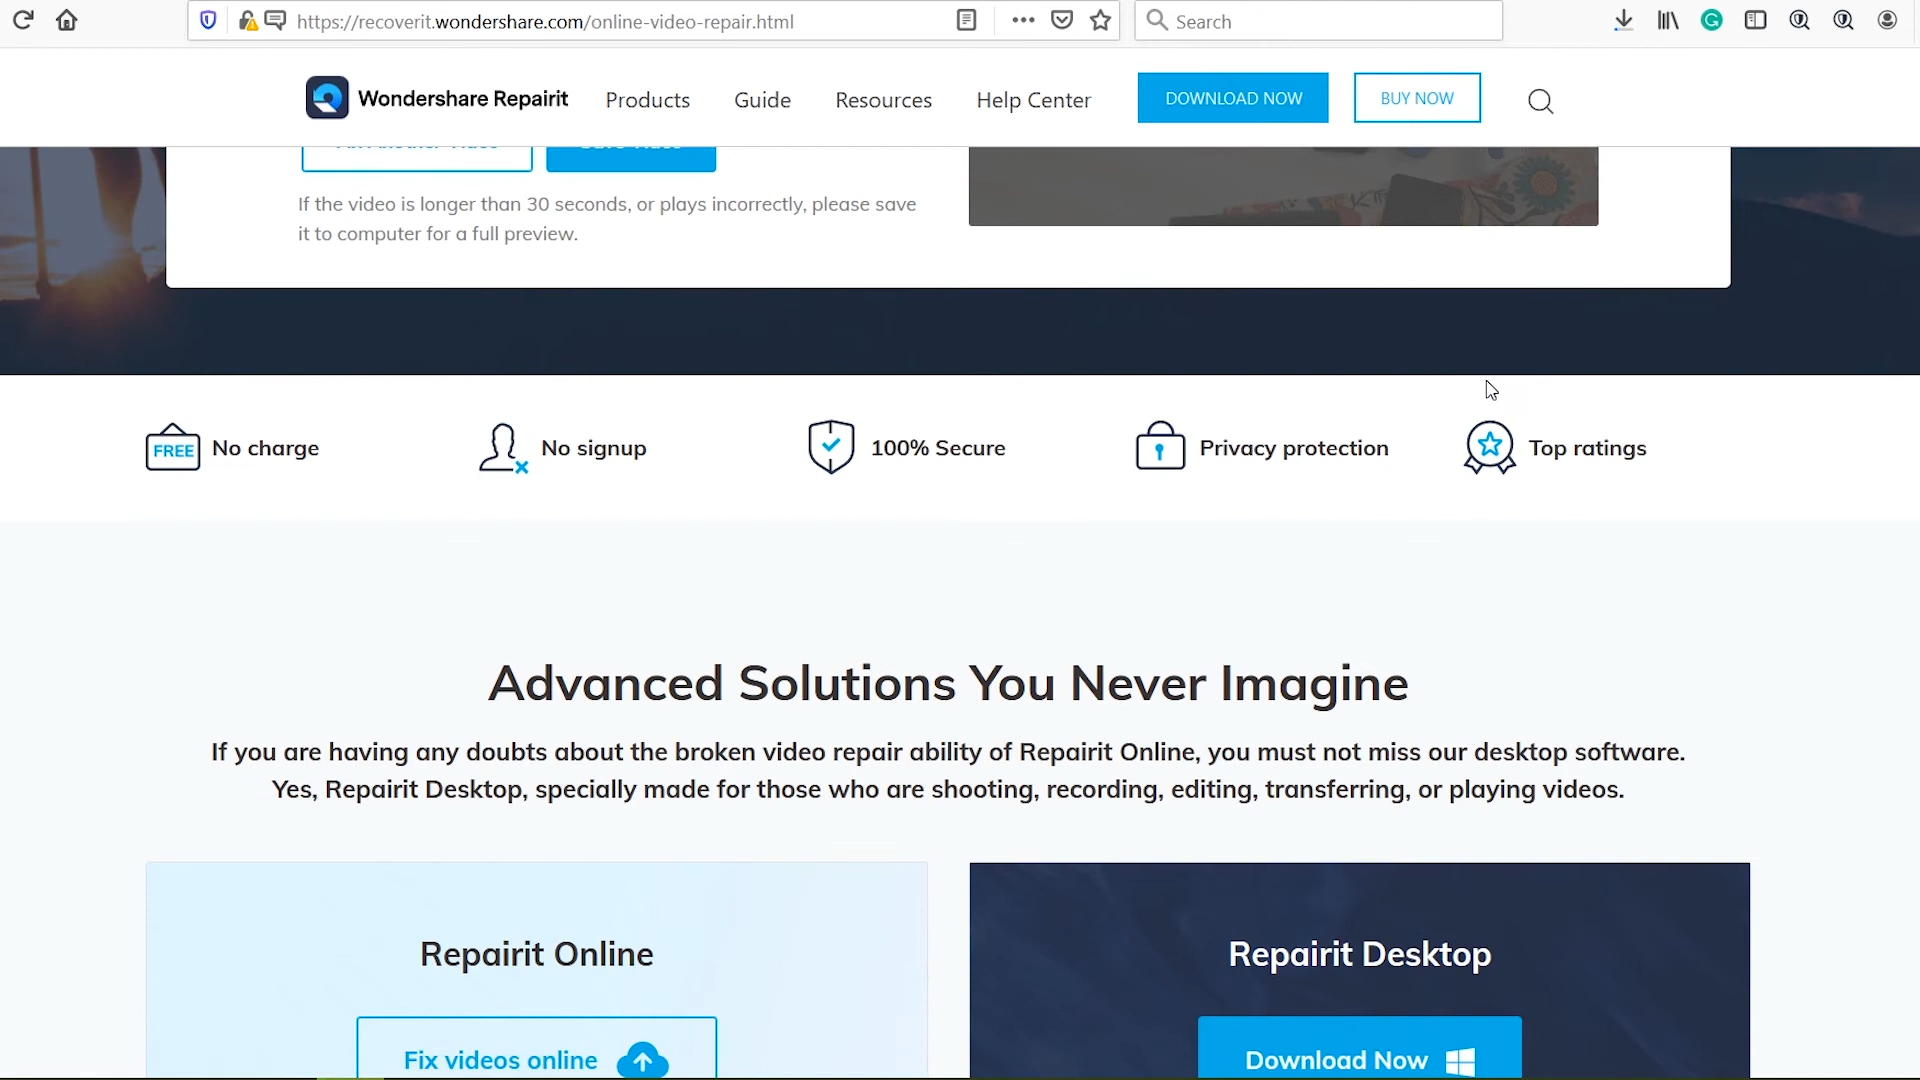 https://recoverit.wondershare.com/online-video-repair.html
Search
Wondershare Repairit
Products
Guide
Resources
Help Center
DOWNLOAD NOW
BUY NOW
If the video is longer than 30 seconds, or plays incorrectly, please save
it to computer for a full preview.
FREE
No charge
No signup
100% Secure
Privacy protection
Top ratings
Advanced Solutions You Never Imagine
If you are having any doubts about the broken video repair ability of Repairit Online, you must not miss our desktop software.
Yes, Repairit Desktop, specially made for those who are shooting, recording, editing, transferring, or playing videos.
Repairit Online
Repairit Desktop
Fix videos online
Download Now